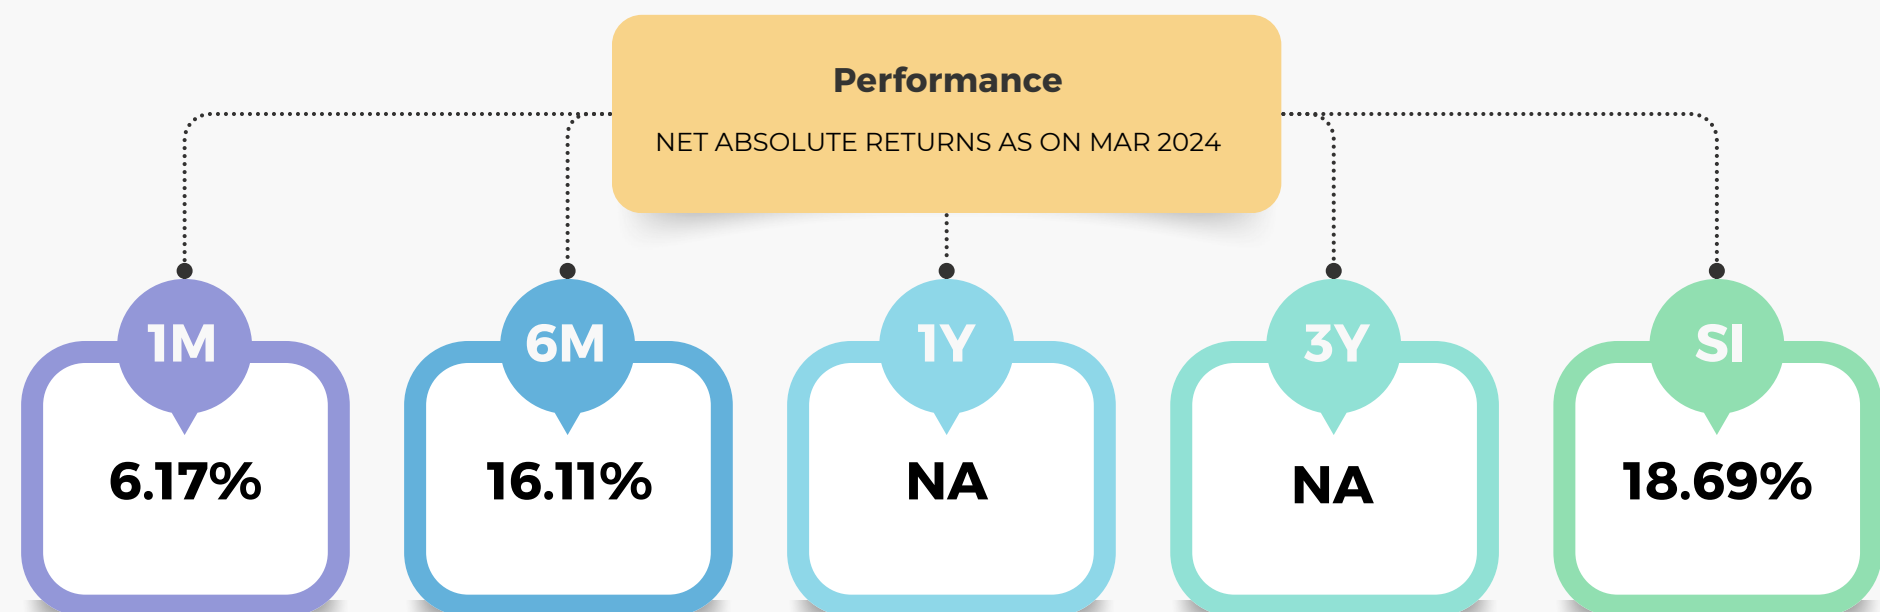 Performance
NET ABSOLUTE RETURNS AS ON MAR 2024
1M
6M
1Y
3Y
SI
6.17%
16.11%
NA
NA
18.69%